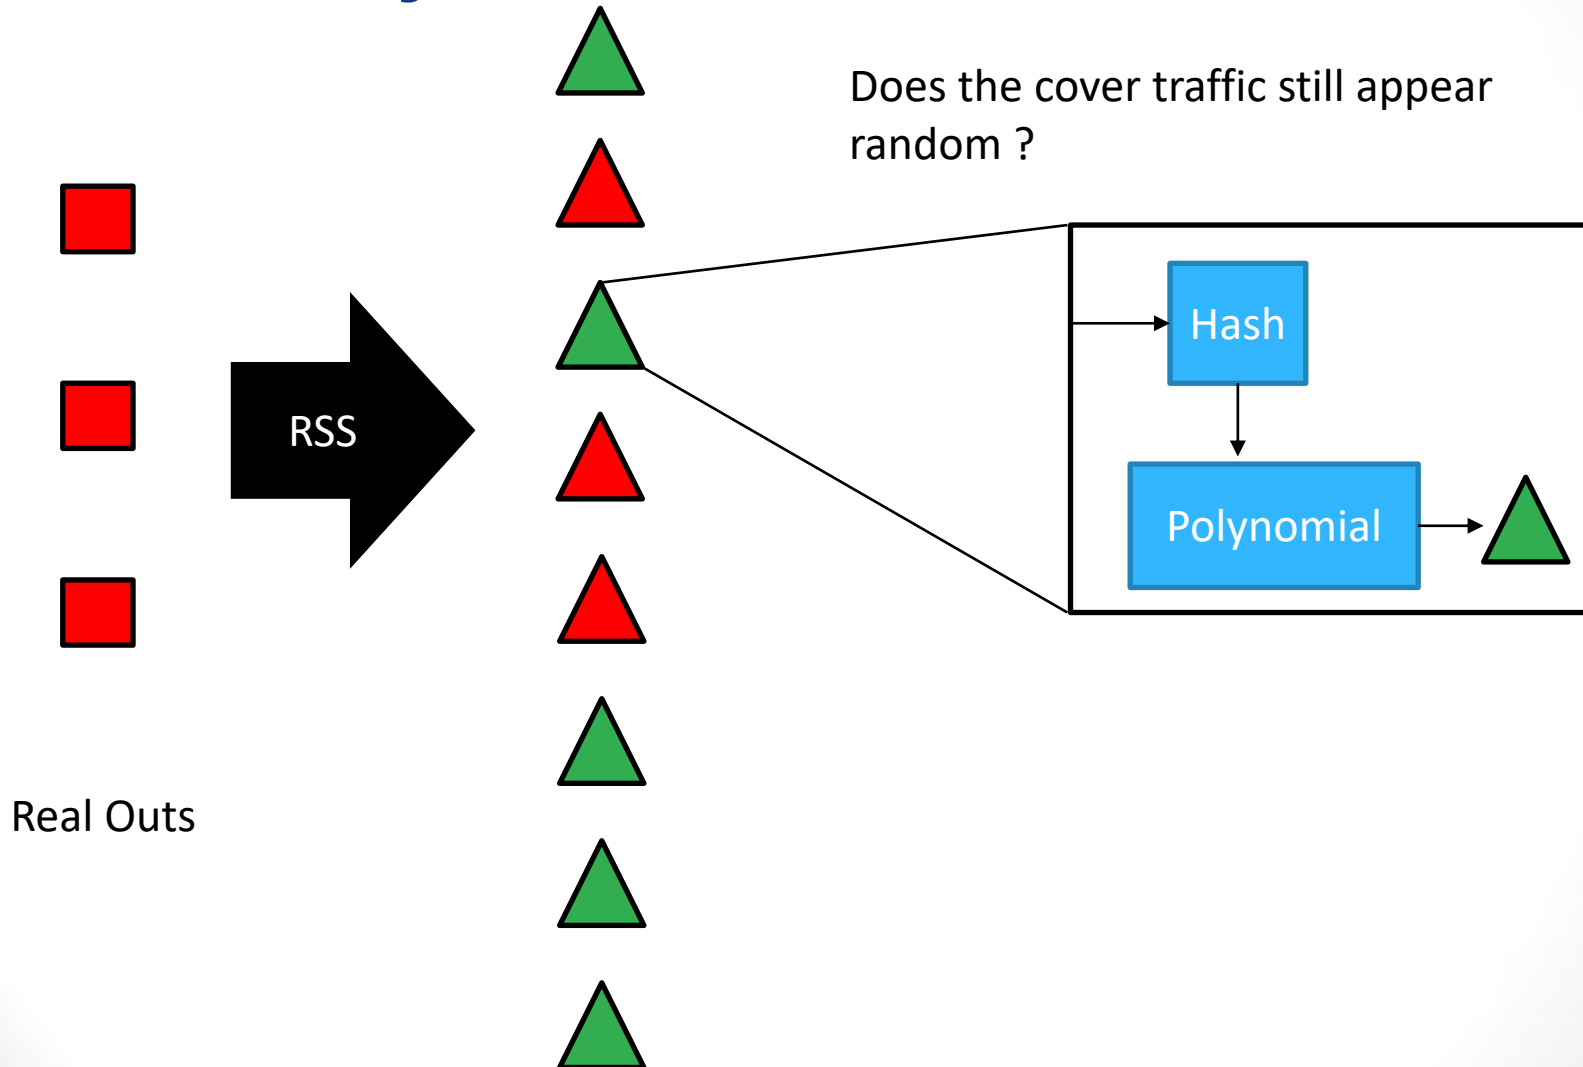 Does the cover traffic still appear
random ?
Hash
RSS
Polynomial
Real Outs